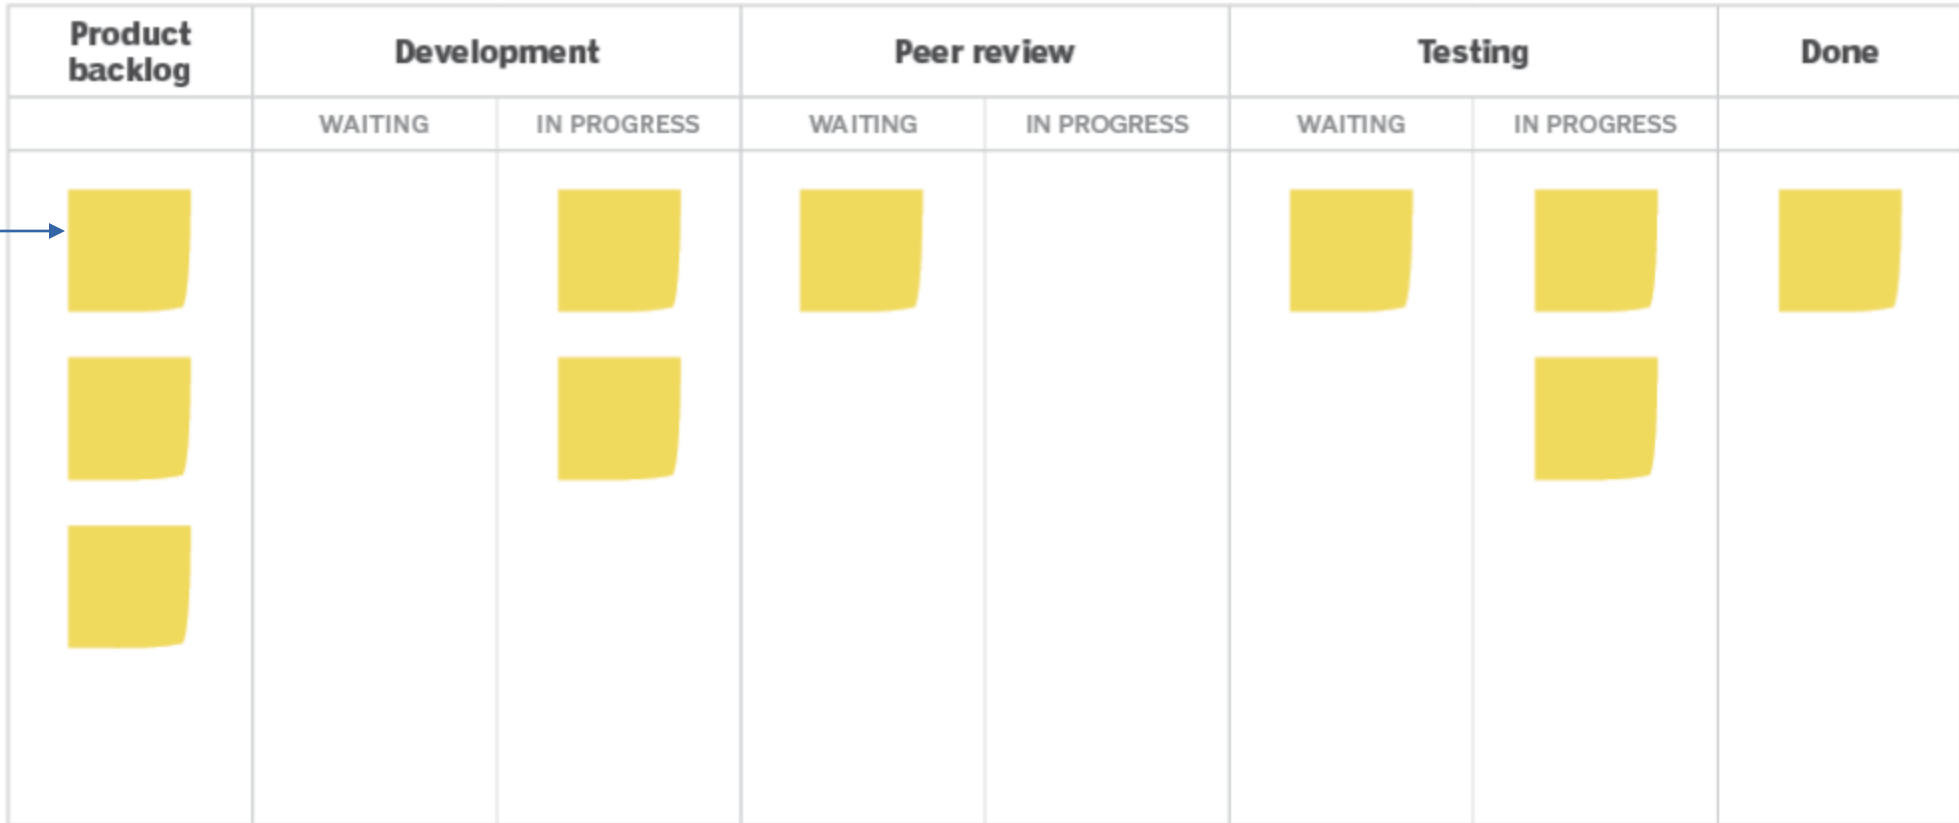 Product
backlog
Development
Peer review
Testing
Done
WAITING
IN PROGRESS
WAITING
IN PROGRESS
WAITING
IN PROGRESS